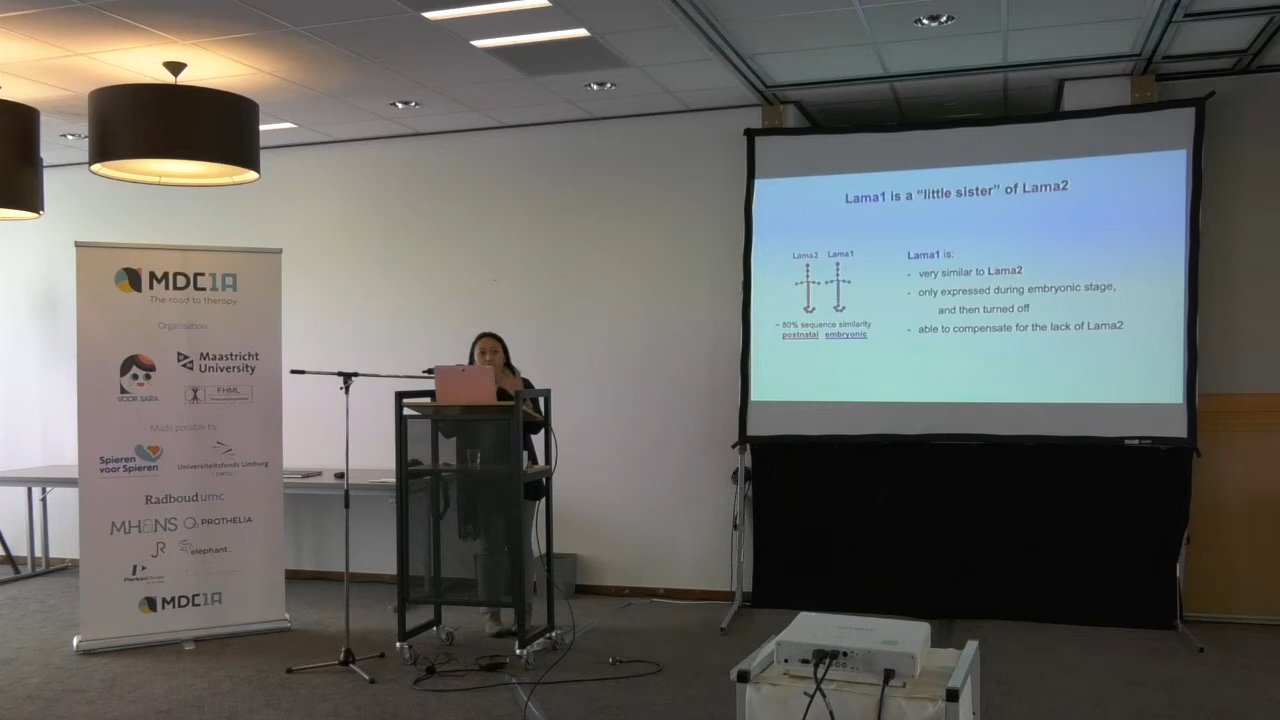 MDC1A
The road to therapy
Organisation
VOOR SARA
Maastricht
University
FHML
Made possible by
Spieren
voor Spieren
Universiteitsfonds Limburg
SWOL
Radboudumc
MH&NS
PROTHELIA
elephant
MDC1A
Lama1 is a “little sister” of Lama2
Lama2 Lama1
~ 80% sequence similarity
postnatal embryonic
Lama1 is:
- very similar to Lama2
- only expressed during embryonic stage,
and then turned off
- able to compensate for the lack of Lama2